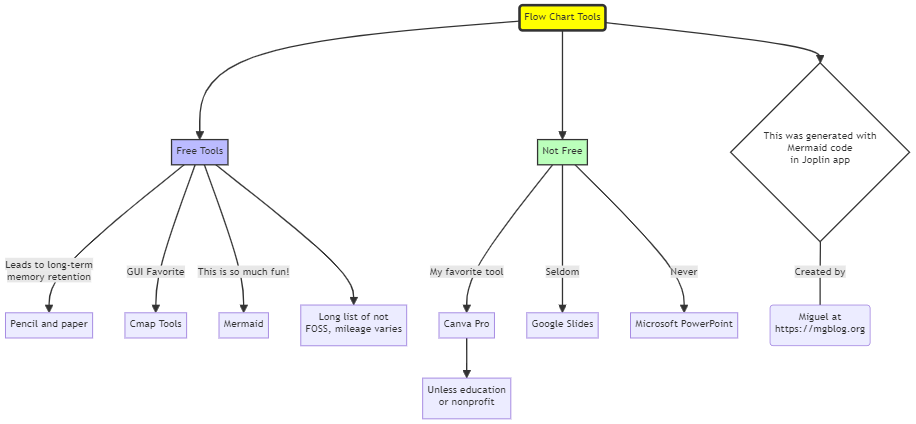 Flow Chart Tools
This was generated with
Mermaid code
in Joplin app
Free Tools
Not Free
Leads to long-term
memory retention
GUI Favorite
This is so much fun!
My favorite tool
Seldom
Never
Created by
Pencil and paper
Cmap Tools
Mermaid
Long list of not
FOSS, mileage varies
Canva Pro
Google Slides
Microsoft PowerPoint
Miguel at
https://mgblog.org
Unless education
or nonprofit